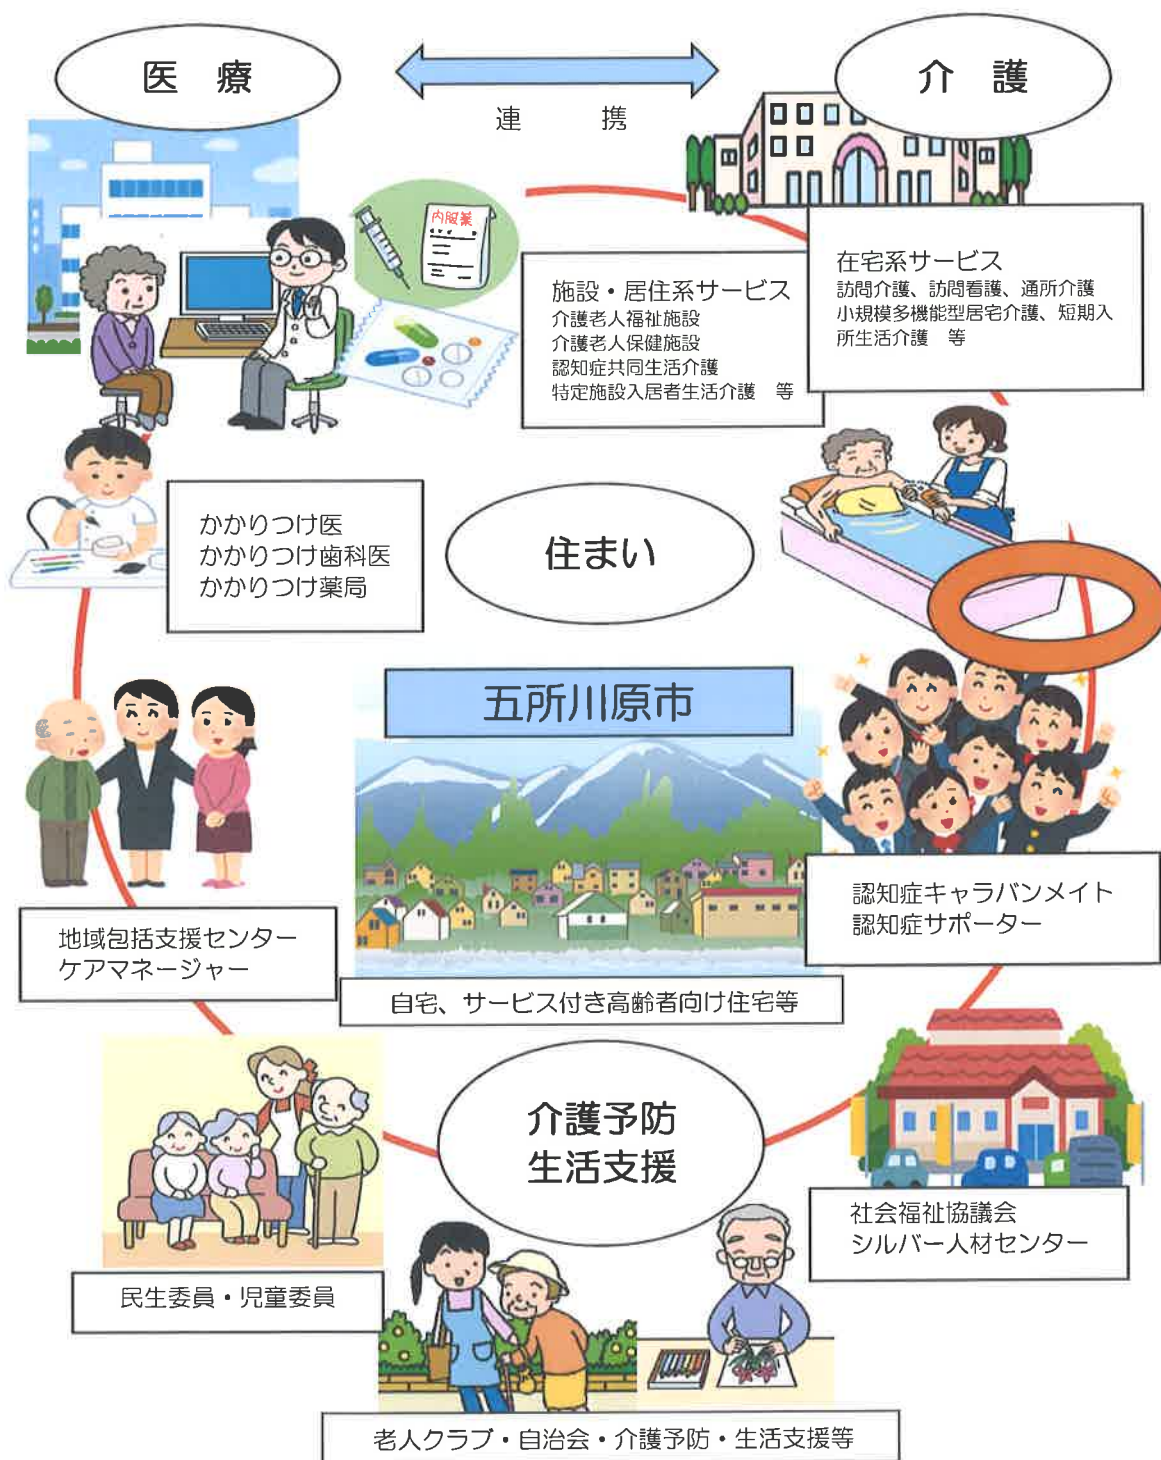 医　療
介　護
連　　携
内服薬
施設・居住系サービス
介護老人福祉施設
介護老人保健施設
認知症共同生活介護
特定施設入居者生活介護　等
在宅系サービス
訪問介護、訪問看護、通所介護
小規模多機能型居宅介護、短期入
所生活介護　等
かかりつけ医
かかりつけ歯科医
かかりつけ薬局
住まい
五所川原市
地域包括支援センター
ケアマネージャー
自宅、サービス付き高齢者向け住宅等
認知症キャラバンメイト
認知症サポーター
介護予防
生活支援
社会福祉協議会
シルバー人材センター
民生委員・児童委員
老人クラブ・自治会・介護予防・生活支援等